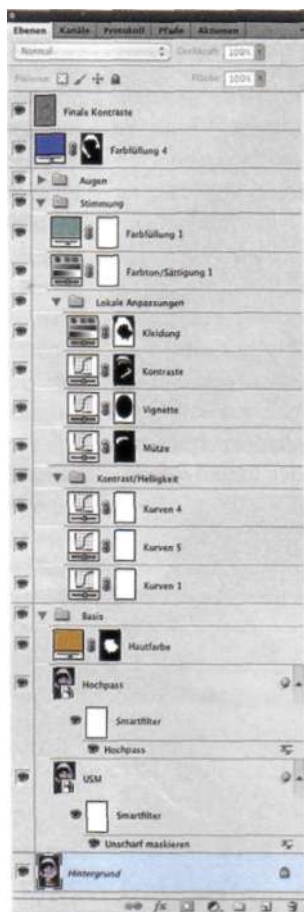 Ebenen Kanäle Protokoll Pfade Aktionen
Normal Deckkraft: 100%
Fläche: 100%
Finale Kontraste
Farbfüllung 4
Augen
Stimmung
Farbfüllung 1
Farbton/Sättigung 1
Lokale Anpassungen
Kleidung
Kontraste
Vignette
Mütze
Kontrast/Helligkeit
Kurven 4
Kurven 5
Kurven 1
Basis
Hautfarbe
Hochpass
Smartfilter
Hochpass
USM
Smartfilter
Unscharf maskieren
Hintergrund
fx